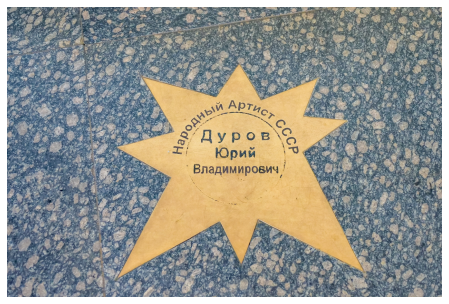 Народный Артист СССР
Дуров
Юрий
Владимирович